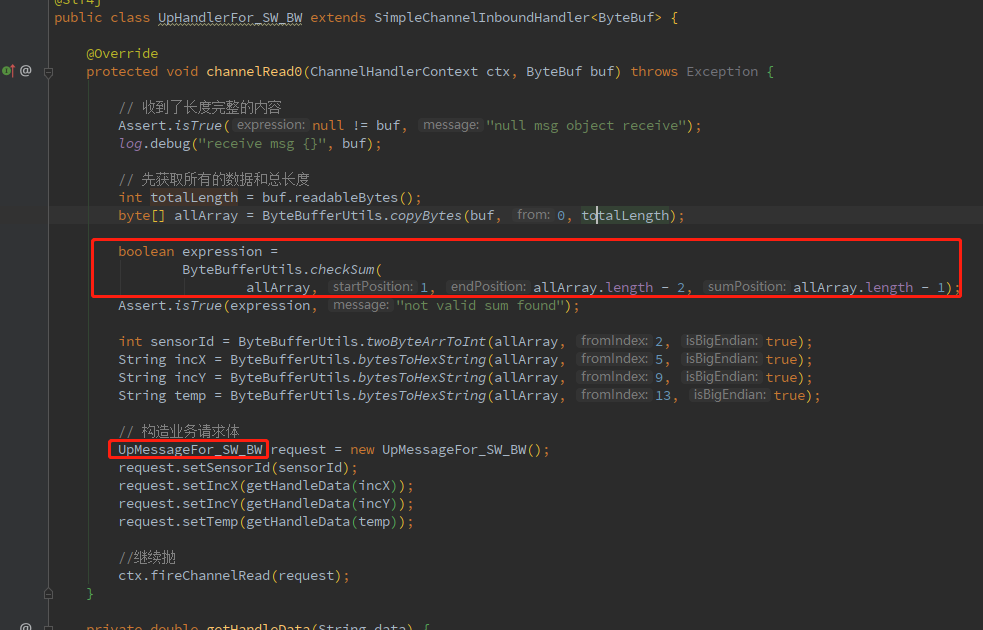 @Slf4j
public class UpHandlerFor_SW_BW extends SimpleChannelInboundHandler<ByteBuf> {
@Override
@ protected void channelRead0(ChannelHandlerContext ctx, ByteBuf buf) throws Exception {
// 收到了长度完整的内容
Assert.isTrue( expression: null != buf, message: "null msg object receive");
log.debug("receive msg {}", buf);
// 先获取所有的数据和总长度
int totalLength = buf.readableBytes();
byte[] allArray = ByteBufferUtils.copyBytes(buf, from: 0, totalLength);
boolean expression =
ByteBufferUtils.checkSum(
allArray, startPosition: 1, endPosition: allArray.length - 2, sumPosition: allArray.length - 1);
Assert.isTrue(expression, message: "not valid sum found");
int sensorId = ByteBufferUtils.twoByteArrToInt(allArray, fromIndex: 2, isBigEndian: true);
String incX = ByteBufferUtils.bytesToHexString(allArray, fromIndex: 5, isBigEndian: true);
String incY = ByteBufferUtils.bytesToHexString(allArray, fromIndex: 9, isBigEndian: true);
String temp = ByteBufferUtils.bytesToHexString(allArray, fromIndex: 13, isBigEndian: true);
// 构造业务请求体
UpMessageFor_SW_BW request = new UpMessageFor_SW_BW();
request.setSensorId(sensorId);
request.setIncX(getHandleData(incX));
request.setIncY(getHandleData(incY));
request.setTemp(getHandleData(temp));
//继续抛
ctx.fireChannelRead(request);
}
@ private double getHandleData(String data) {